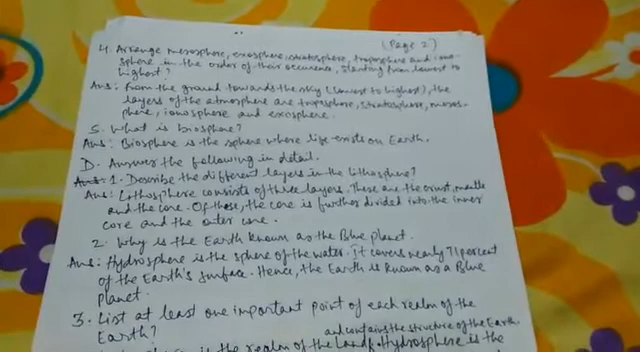 (Page 2)
4. Arrange mesosphere, exosphere, stratosphere, troposphere and iono-
sphere in the order of their occurence, starting from lowest to
highest?
Ans: From the ground towards the sky (lowest to highest), the
layers of the atmosphere are troposphere, stratosphere, mesos-
phere, ionosphere and exosphere.
5. What is biosphere?
Ans: Biosphere is the sphere where life exists on Earth.
D. Answer the following in detail.
Ans: 1. Describe the different layers in the lithosphere?
Ans: Lithosphere consists of three layers. These are the crust, mantle
and the core. Of these, the core is further divided into the inner
core and the outer core.
2. Why is the Earth known as the Blue planet.
Ans: Hydrosphere is the sphere of the water. It covers nearly 71 percent
of the Earth's surface. Hence, the Earth is known as a Blue
planet.
3. List at least one important point of each realm of the
Earth?
and contains the structure of the Earth.
is the realm of the Land. Hydrosphere is the